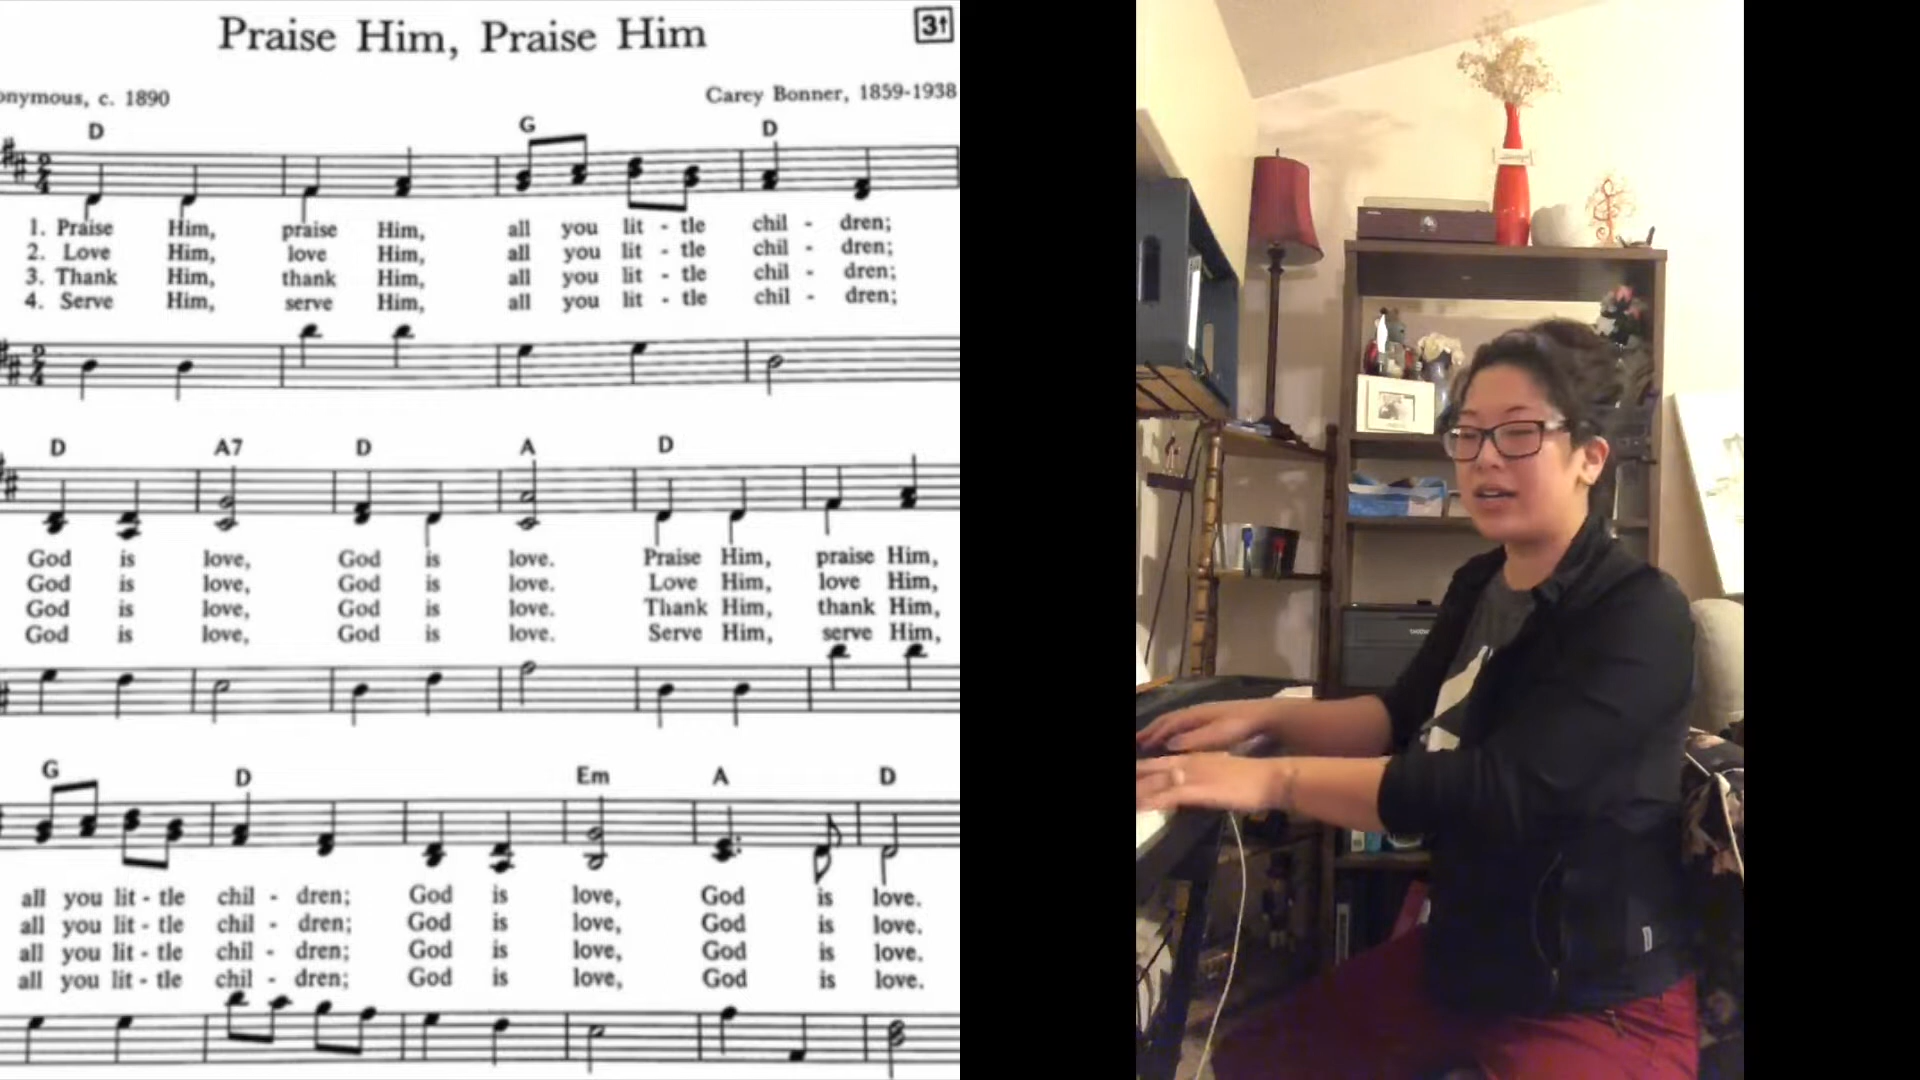 Praise Him, Praise Him
3↑
onymous, c. 1890
Carey Bonner, 1859-1938
D G D
1. Praise Him, praise Him, all you lit - tle chil - dren;
2. Love Him, love Him, all you lit - tle chil - dren;
3. Thank Him, thank Him, all you lit - tle chil - dren;
4. Serve Him, serve Him, all you lit - tle chil - dren;
D A7 D A D
God is love, God is love. Praise Him, praise Him,
God is love, God is love. Love Him, love Him,
God is love, God is love. Thank Him, thank Him,
God is love, God is love. Serve Him, serve Him,
G D Em A D
all you lit - tle chil - dren; God is love, God is love.
all you lit - tle chil - dren; God is love, God is love.
all you lit - tle chil - dren; God is love, God is love.
all you lit - tle chil - dren; God is love, God is love.